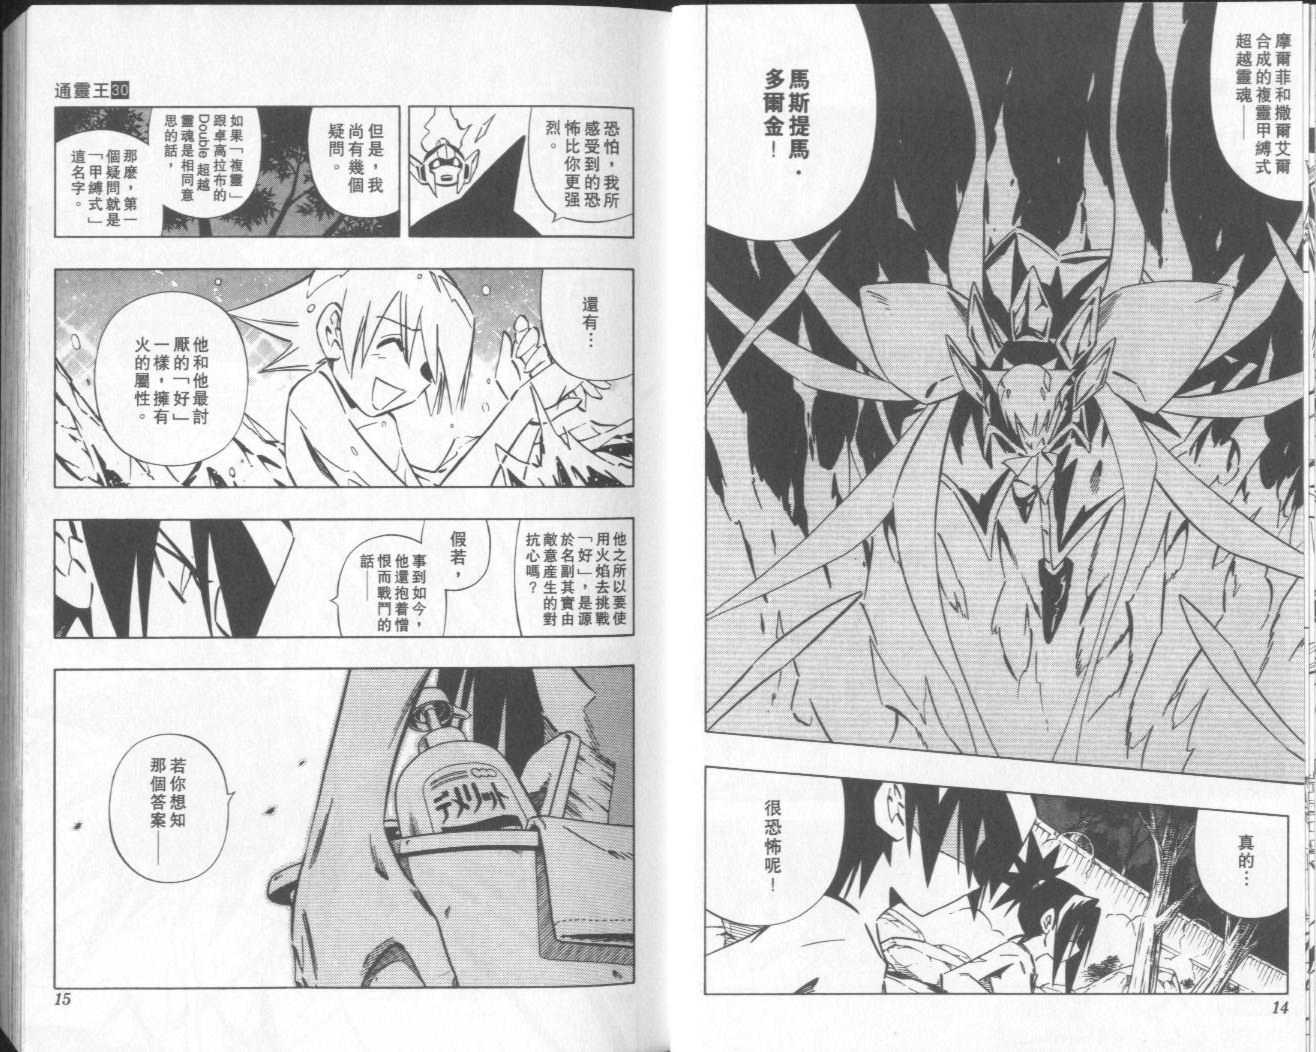 摩爾菲和撒爾艾爾
合成的複靈甲縛式
超越靈魂——
馬斯提馬・
多爾金！
真的…
很恐怖呢！
14
通靈王30
恐怕，我所
感受到的恐
怖比你更强
烈。
但是，我
尚有幾個
疑問。
如果「複靈」
跟卓高拉布的
Double 超越
靈魂是相同意
思的話，
那麼，第一
個疑問就是
「甲縛式」
這名字。
還有…
他和他最討
厭的「好」
一樣，擁有
火的屬性。
他之所以要使
用火焰去挑戰
「好」，是源
於名副其實由
敵意産生的對
抗心嗎？
假若，
事到如今，
他還抱着憎
恨而戰鬥的
話——
デメリット
若你想知
那個答案——
15